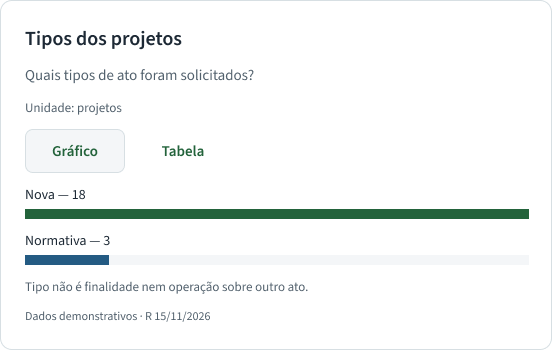 Tipos dos projetos
Quais tipos de ato foram solicitados?
Unidade: projetos
Gráfico
Tabela
Nova — 18
Normativa — 3
Tipo não é finalidade nem operação sobre outro ato.
Dados demonstrativos · R 15/11/2026